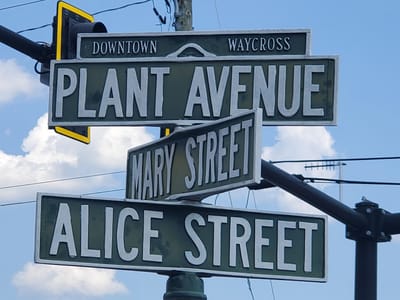 DOWNTOWN WAYCROSS
PLANT AVENUE
MARY STREET
ALICE STREET